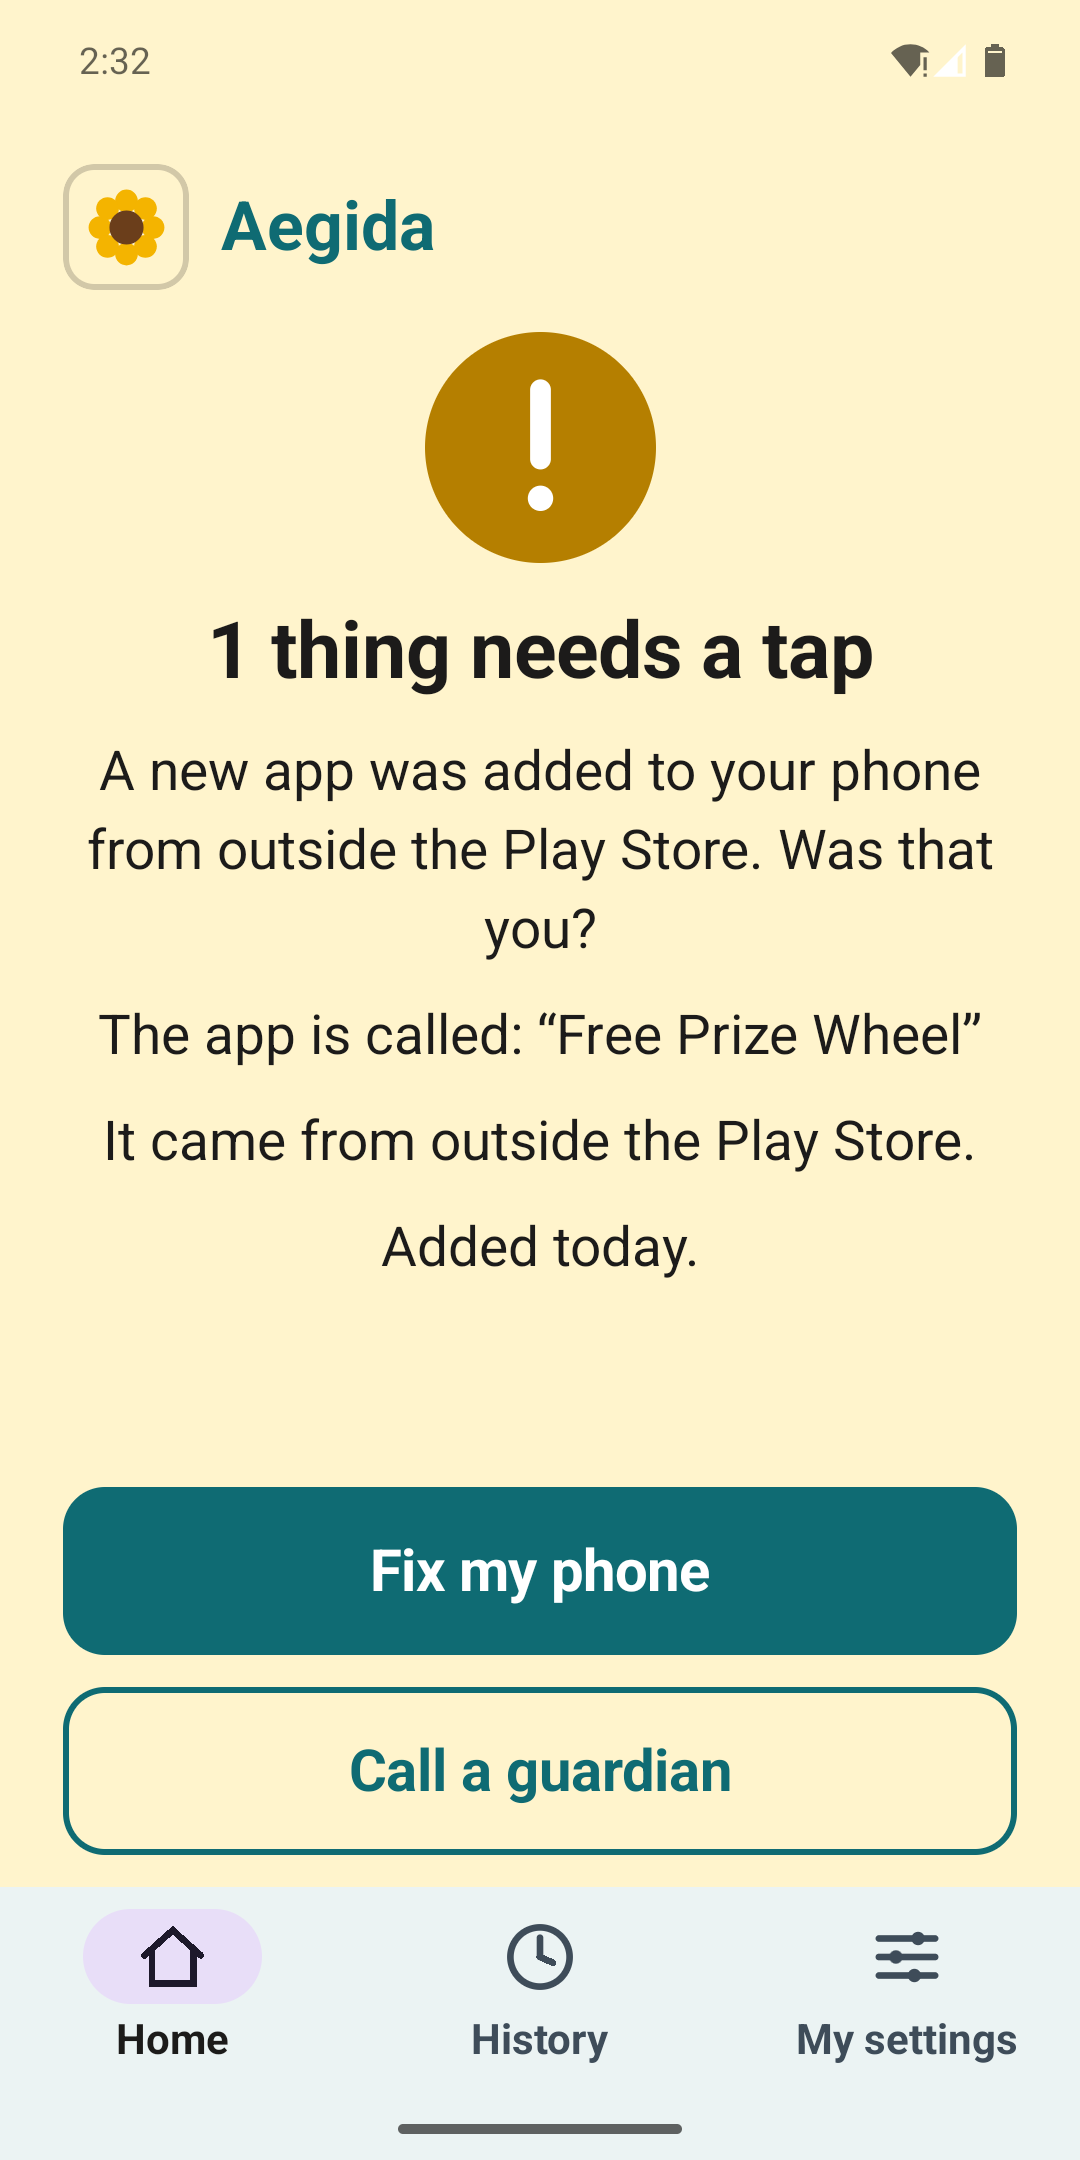 2:32
Aegida
1 thing needs a tap
A new app was added to your phone
from outside the Play Store. Was that
you?
The app is called: “Free Prize Wheel”
It came from outside the Play Store.
Added today.
Fix my phone
Call a guardian
Home
History
My settings